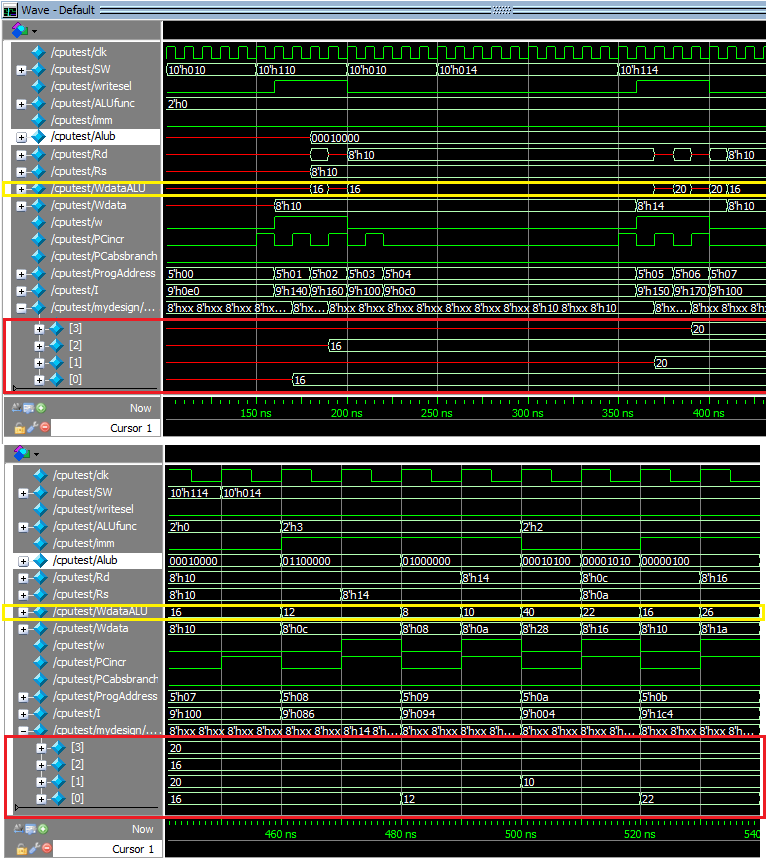 Wave - Default
/cputest/clk
/cputest/SW 10'h010 10'h110 10'h010 10'h014 10'h114
/cputest/writesel
/cputest/ALUfunc 2'h0
/cputest/imm
/cputest/Alub 00010000
/cputest/Rd 8'h10 8'h10
/cputest/Rs 8'h10
/cputest/WdataALU 16 16 20 20 16
/cputest/Wdata 8'h10 8'h14 8'h10
/cputest/w
/cputest/PCincr
/cputest/PCabsbranch
/cputest/ProgAddress 5'h00 5'h01 5'h02 5'h03 5'h04 5'h05 5'h06 5'h07
/cputest/I 9'h0e0 9'h140 9'h160 9'h100 9'h0c0 9'h150 9'h170 9'h100
/cputest/mydesign/... 8'hxx 8'hxx 8'hxx 8'hx... 8'hx... 8'hxx 8'hxx 8'hxx 8'hxx 8'hxx 8'h10 8'hxx 8'h10 8'hx... 8'hxx 8'hxx 8'h...
[3] 20
[2] 16
[1] 20
[0] 16
Now 150 ns 200 ns 250 ns 300 ns 350 ns 400 ns
Cursor 1
/cputest/clk
/cputest/SW 10'h114 10'h014
/cputest/writesel
/cputest/ALUfunc 2'h0 2'h3 2'h2
/cputest/imm
/cputest/Alub 00010000 01100000 01000000 00010100 00001010 00000100
/cputest/Rd 8'h10 8'h14 8'h0c 8'h16
/cputest/Rs 8'h10 8'h14 8'h0a
/cputest/WdataALU 16 12 8 10 40 22 16 26
/cputest/Wdata 8'h10 8'h0c 8'h08 8'h0a 8'h28 8'h16 8'h10 8'h1a
/cputest/w
/cputest/PCincr
/cputest/PCabsbranch
/cputest/ProgAddress 5'h07 5'h08 5'h09 5'h0a 5'h0b
/cputest/I 9'h100 9'h086 9'h094 9'h004 9'h1c4
/cputest/mydesign/.... 8'hxx 8'hxx 8'hxx 8'hxx 8'hxx 8'hxx 8'h14 8'h... 8'hxx 8'hxx 8'h... 8'hxx 8'hxx 8'h... 8'hxx 8'hxx 8'h...
[3] 20
[2] 16
[1] 20 10
[0] 16 12 22
Now
460 ns 480 ns 500 ns 520 ns 540
Cursor 1